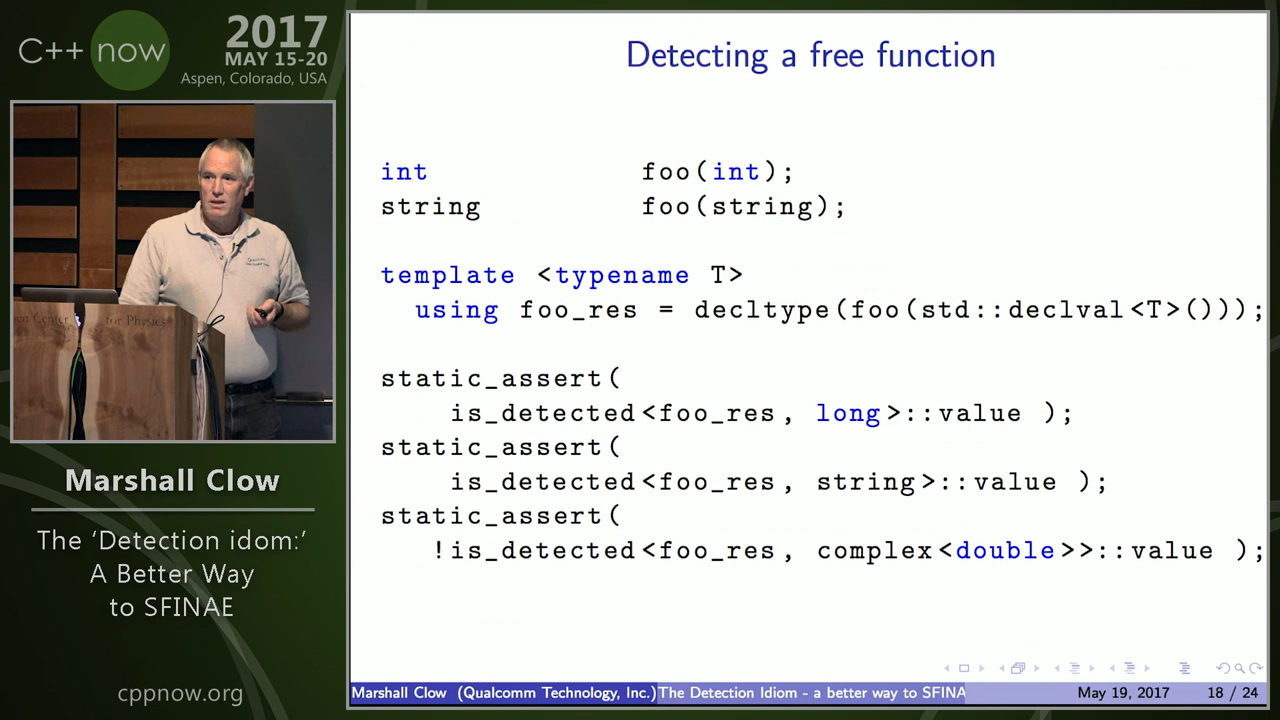 C++ now
2017
MAY 15-20
Aspen, Colorado, USA
for Physics
Marshall Clow
The ‘Detection idom:’
A Better Way
to SFINAE
cppnow.org
Detecting a free function
int foo(int);
string foo(string);
template <typename T>
using foo_res = decltype(foo(std::declval<T>()));
static_assert(
is_detected<foo_res, long>::value );
static_assert(
is_detected<foo_res, string>::value );
static_assert(
!is_detected<foo_res, complex<double>>::value );
Marshall Clow (Qualcomm Technology, Inc.) The Detection Idiom - a better way to SFINA May 19, 2017 18 / 24